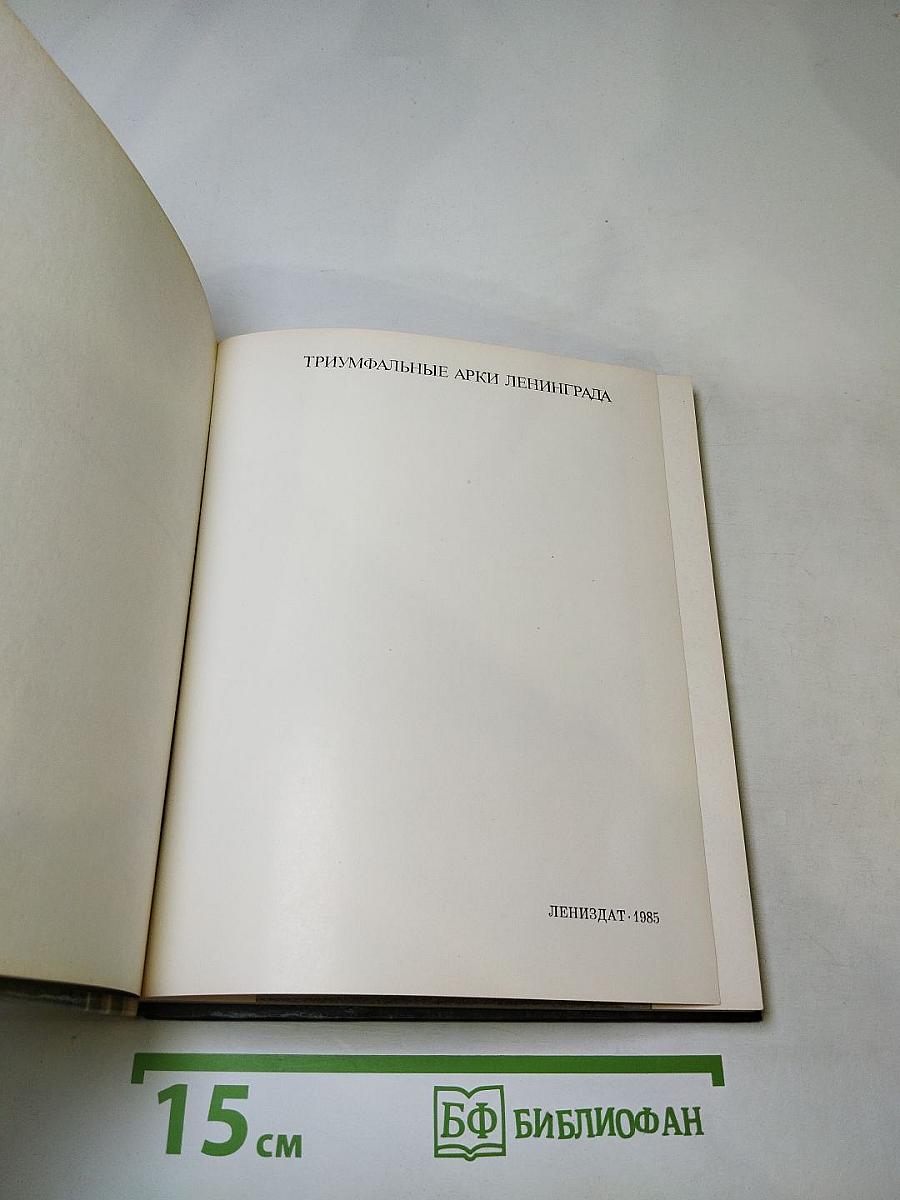 ТРИУМФАЛЬНЫЕ АРКИ ЛЕНИНГРАДА
ЛЕНИЗДАТ·1985
15 см
БФ БИБЛИОФАН